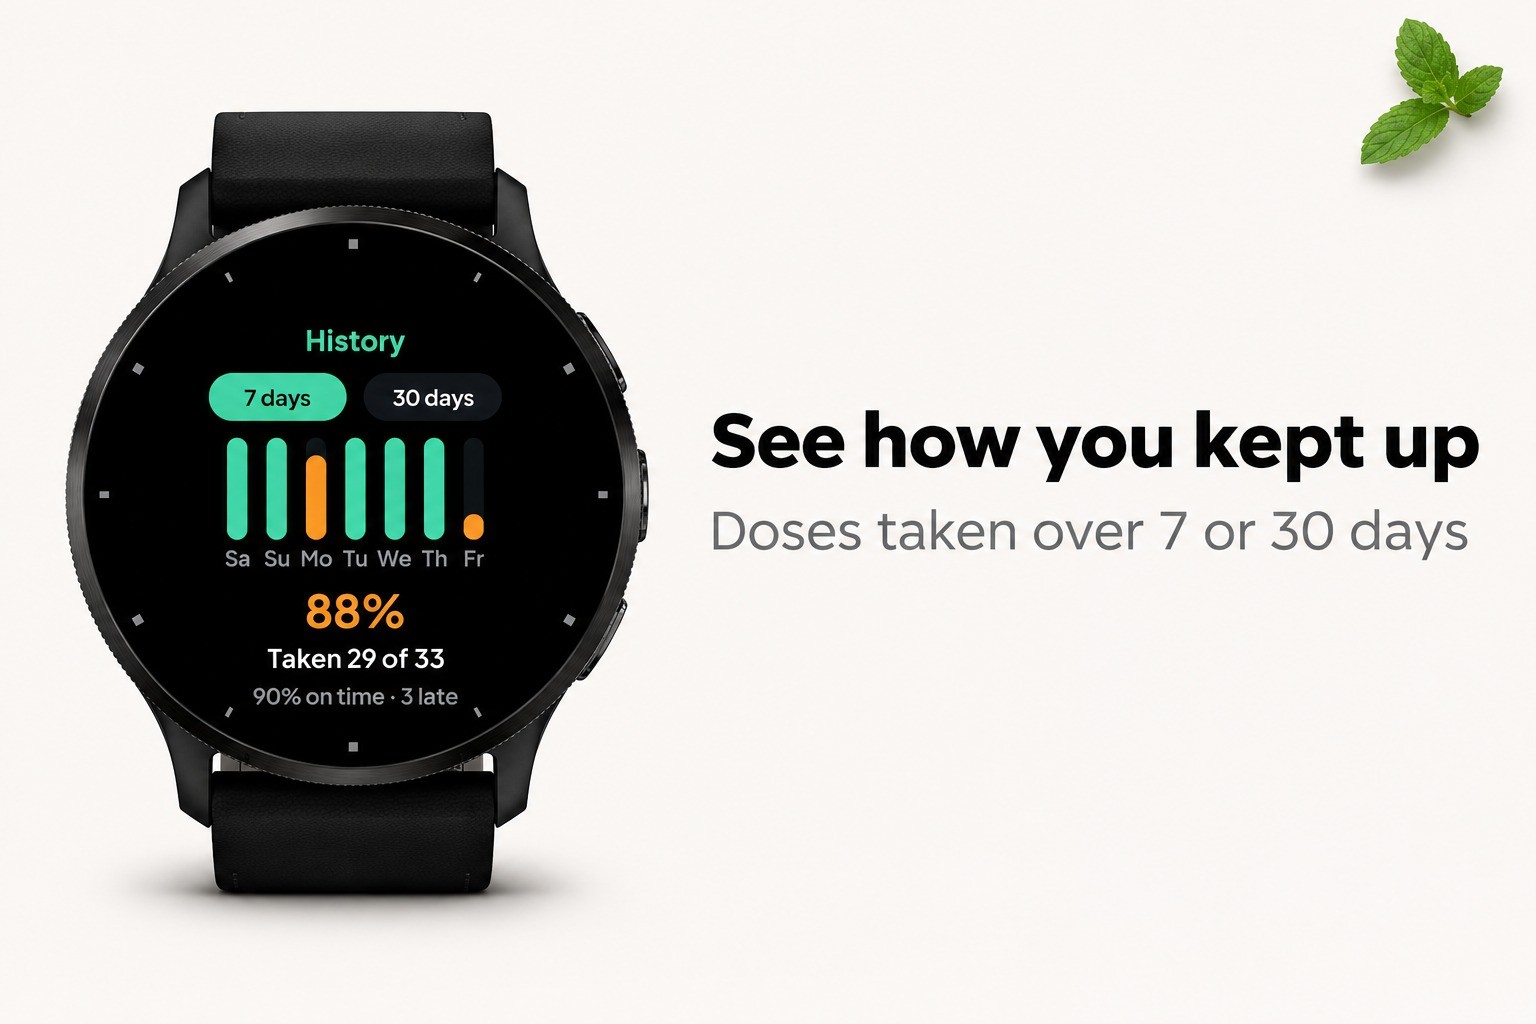 History
7 days 30 days
Sa Su Mo Tu We Th Fr
88%
Taken 29 of 33
90% on time · 3 late
See how you kept up
Doses taken over 7 or 30 days